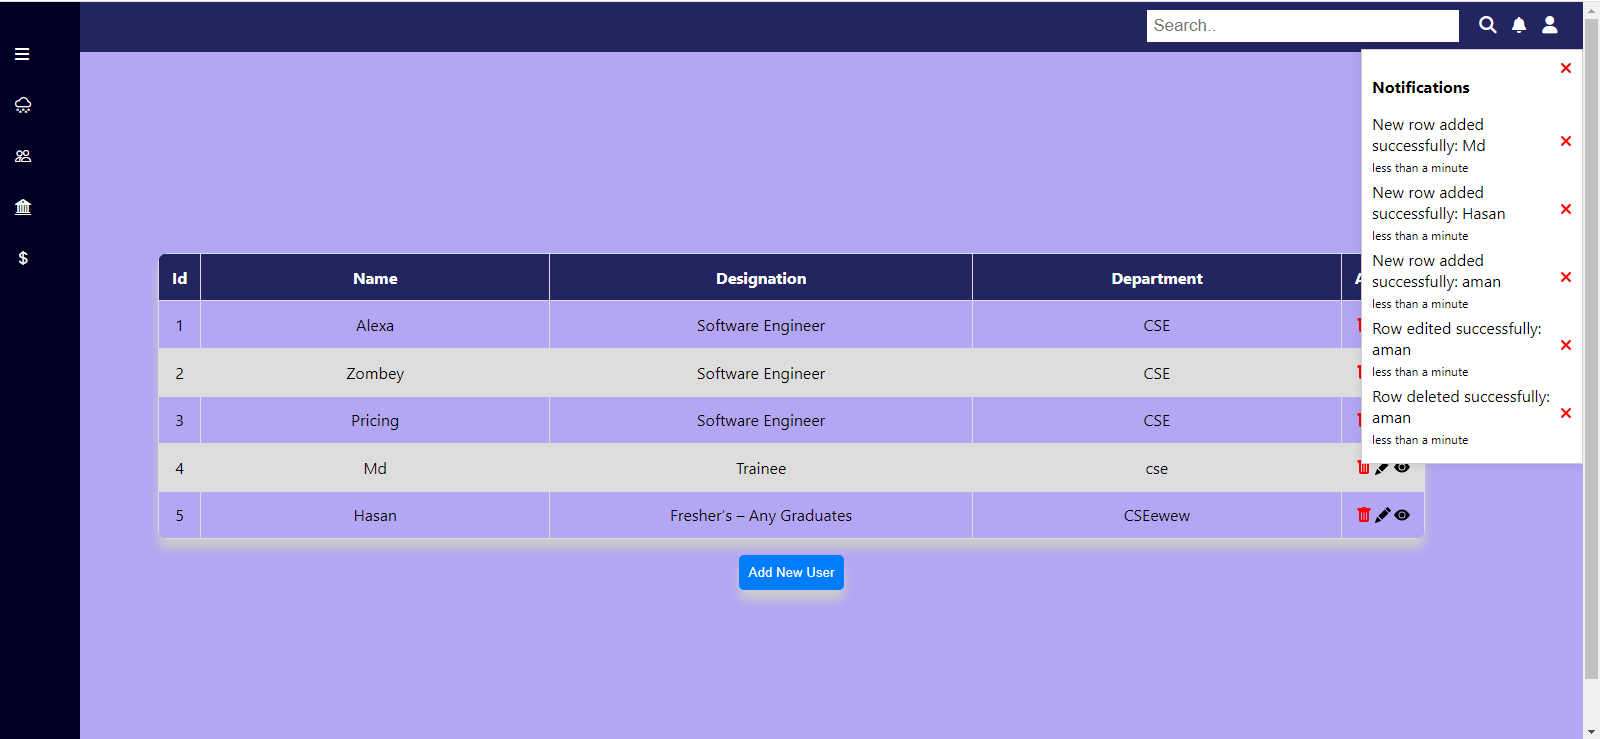 Search..
Notifications
New row added
successfully: Md
less than a minute
New row added
successfully: Hasan
less than a minute
New row added
successfully: aman
less than a minute
Row edited successfully:
aman
less than a minute
Row deleted successfully:
aman
less than a minute
Id Name Designation Department
1 Alexa Software Engineer CSE
2 Zombey Software Engineer CSE
3 Pricing Software Engineer CSE
4 Md Trainee cse
5 Hasan Fresher's – Any Graduates CSEewew
Add New User